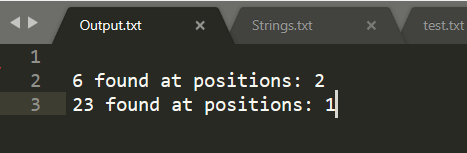 Output.txt × Strings.txt × test.txt
1
2 6 found at positions: 2
3 23 found at positions: 1